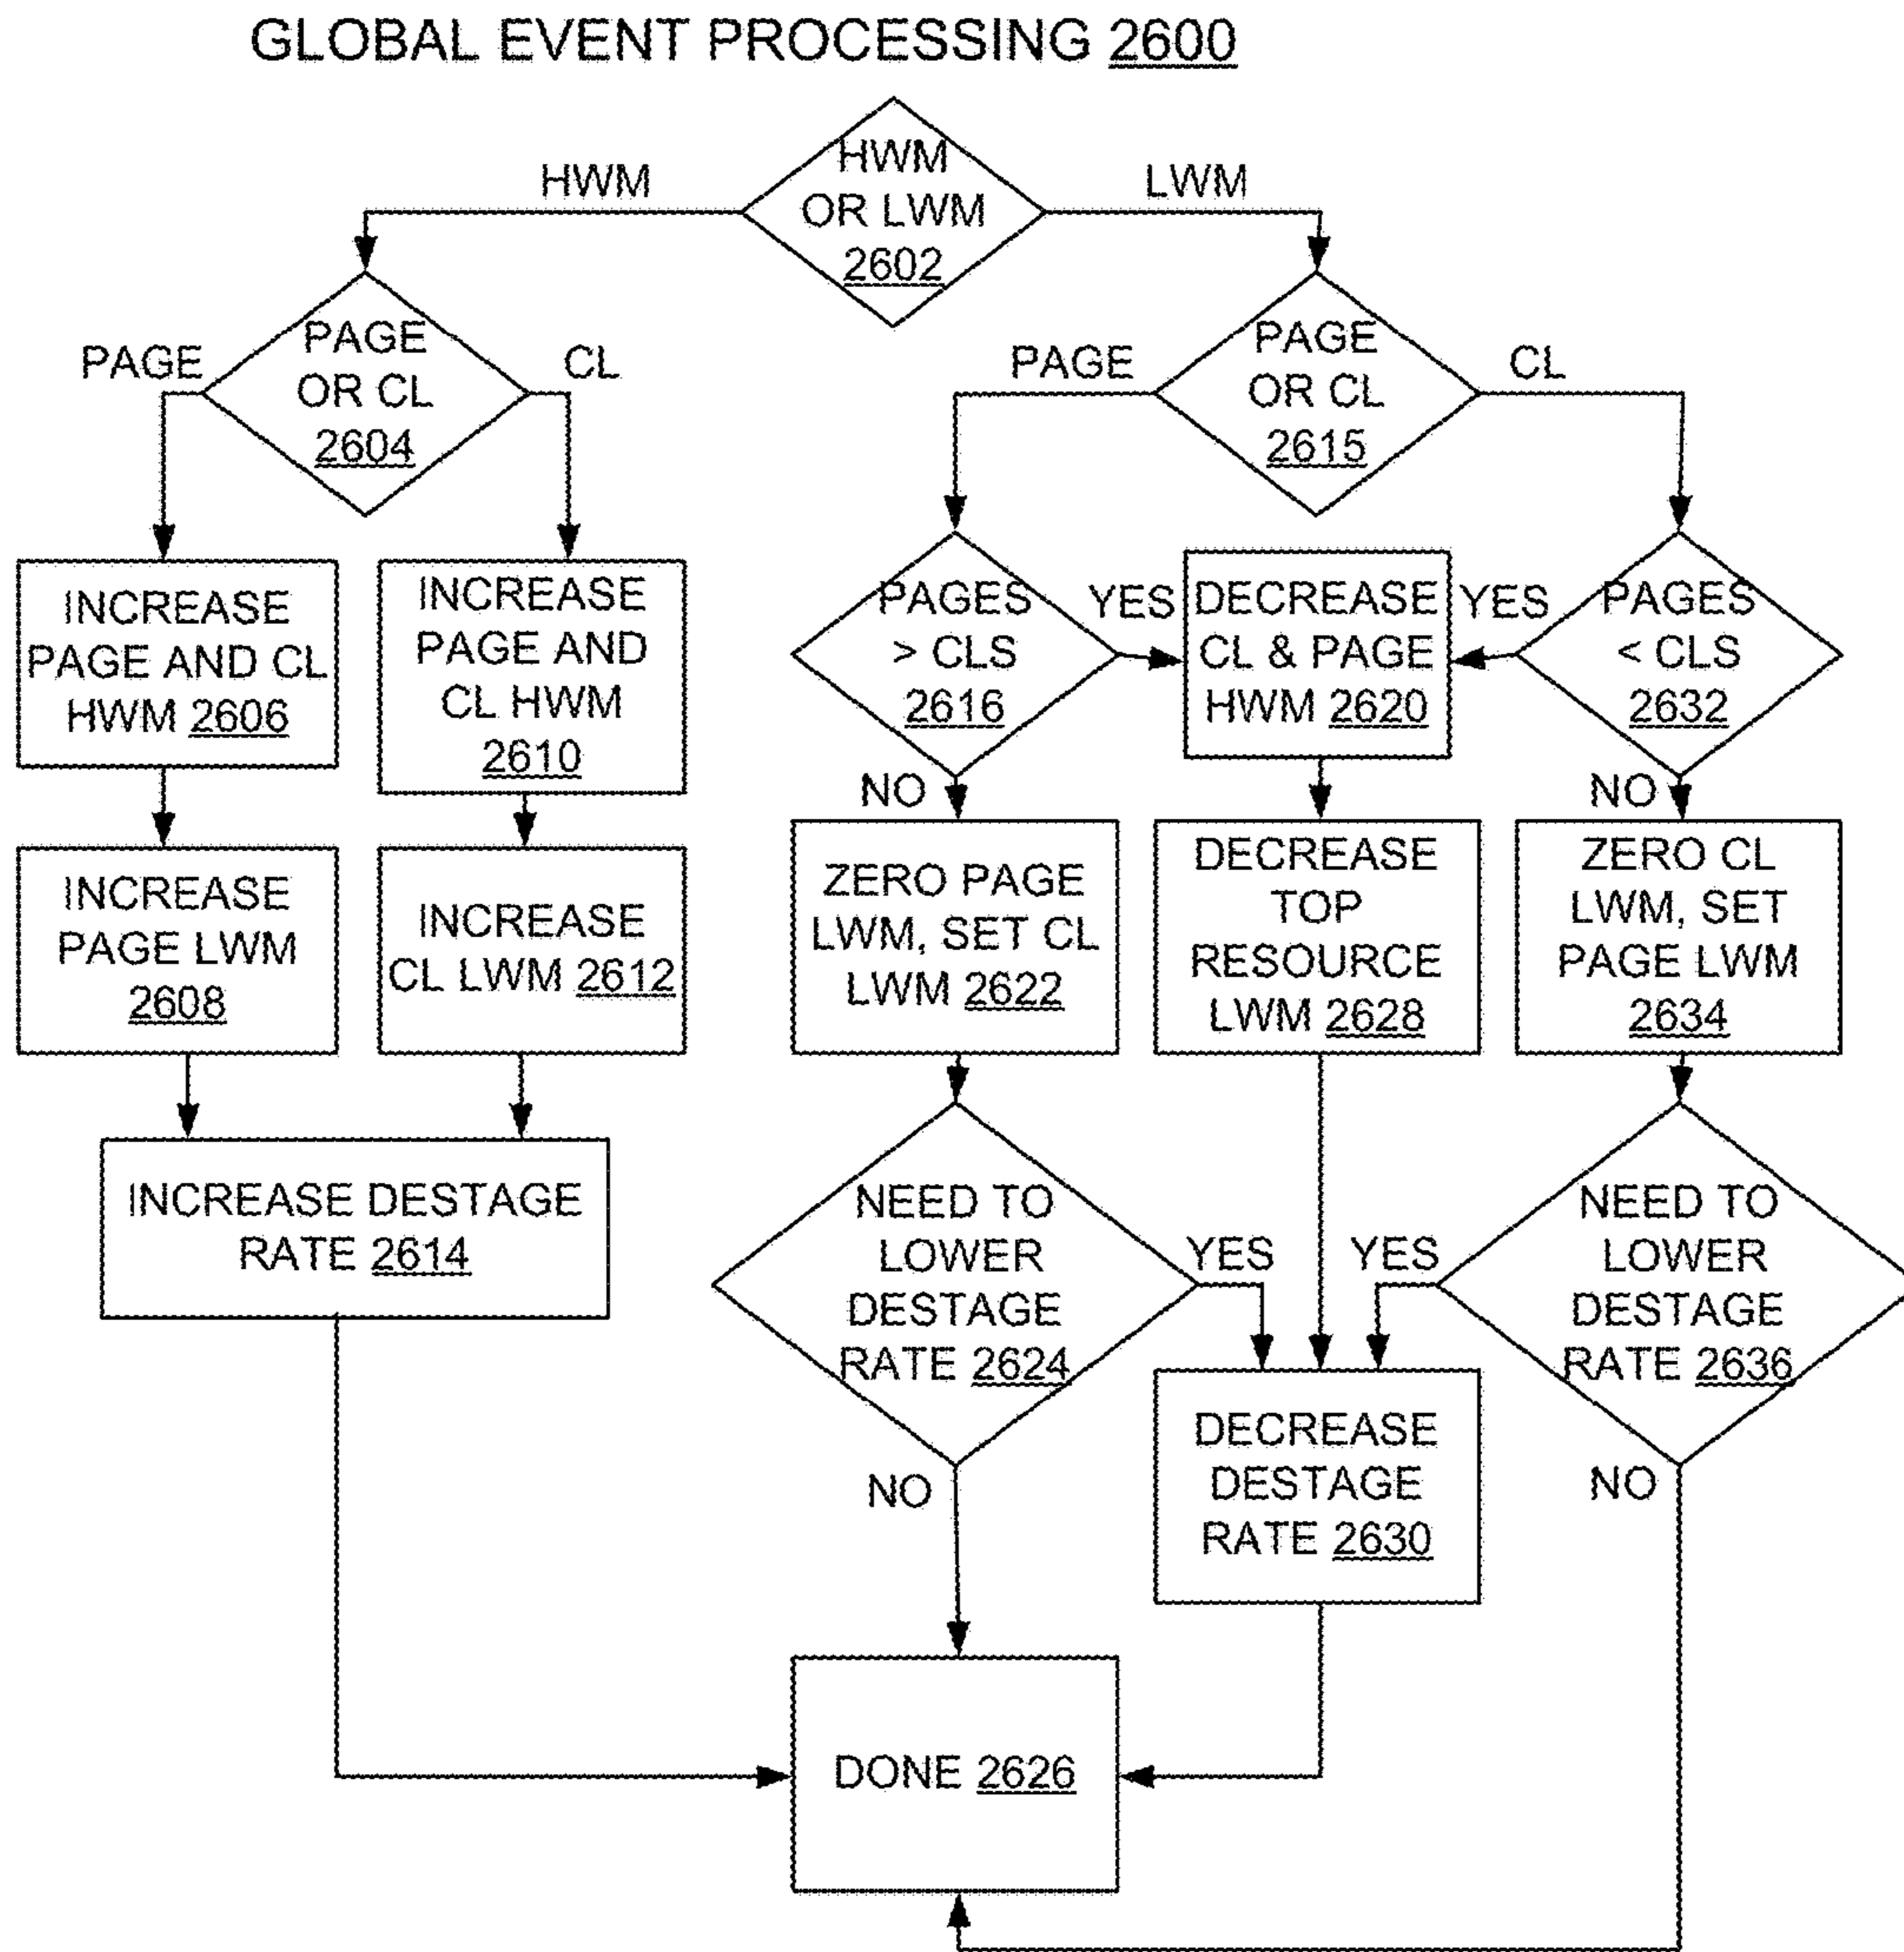 GLOBAL EVENT PROCESSING 2600
HWM
OR LWM
2602
HWM
LWM
PAGE
OR CL
2604
PAGE
CL
PAGE
OR CL
2615
PAGE
CL
INCREASE
PAGE AND CL
HWM 2606
INCREASE
PAGE AND
CL HWM
2610
PAGES
> CLS
2616
YES
DECREASE
CL & PAGE
HWM 2620
YES
PAGES
< CLS
2632
NO
NO
INCREASE
PAGE LWM
2608
INCREASE
CL LWM 2612
ZERO PAGE
LWM, SET CL
LWM 2622
DECREASE
TOP
RESOURCE
LWM 2628
ZERO CL
LWM, SET
PAGE LWM
2634
INCREASE DESTAGE
RATE 2614
NEED TO
LOWER
DESTAGE
RATE 2624
YES
YES
NEED TO
LOWER
DESTAGE
RATE 2636
NO
DECREASE
DESTAGE
RATE 2630
NO
DONE 2626